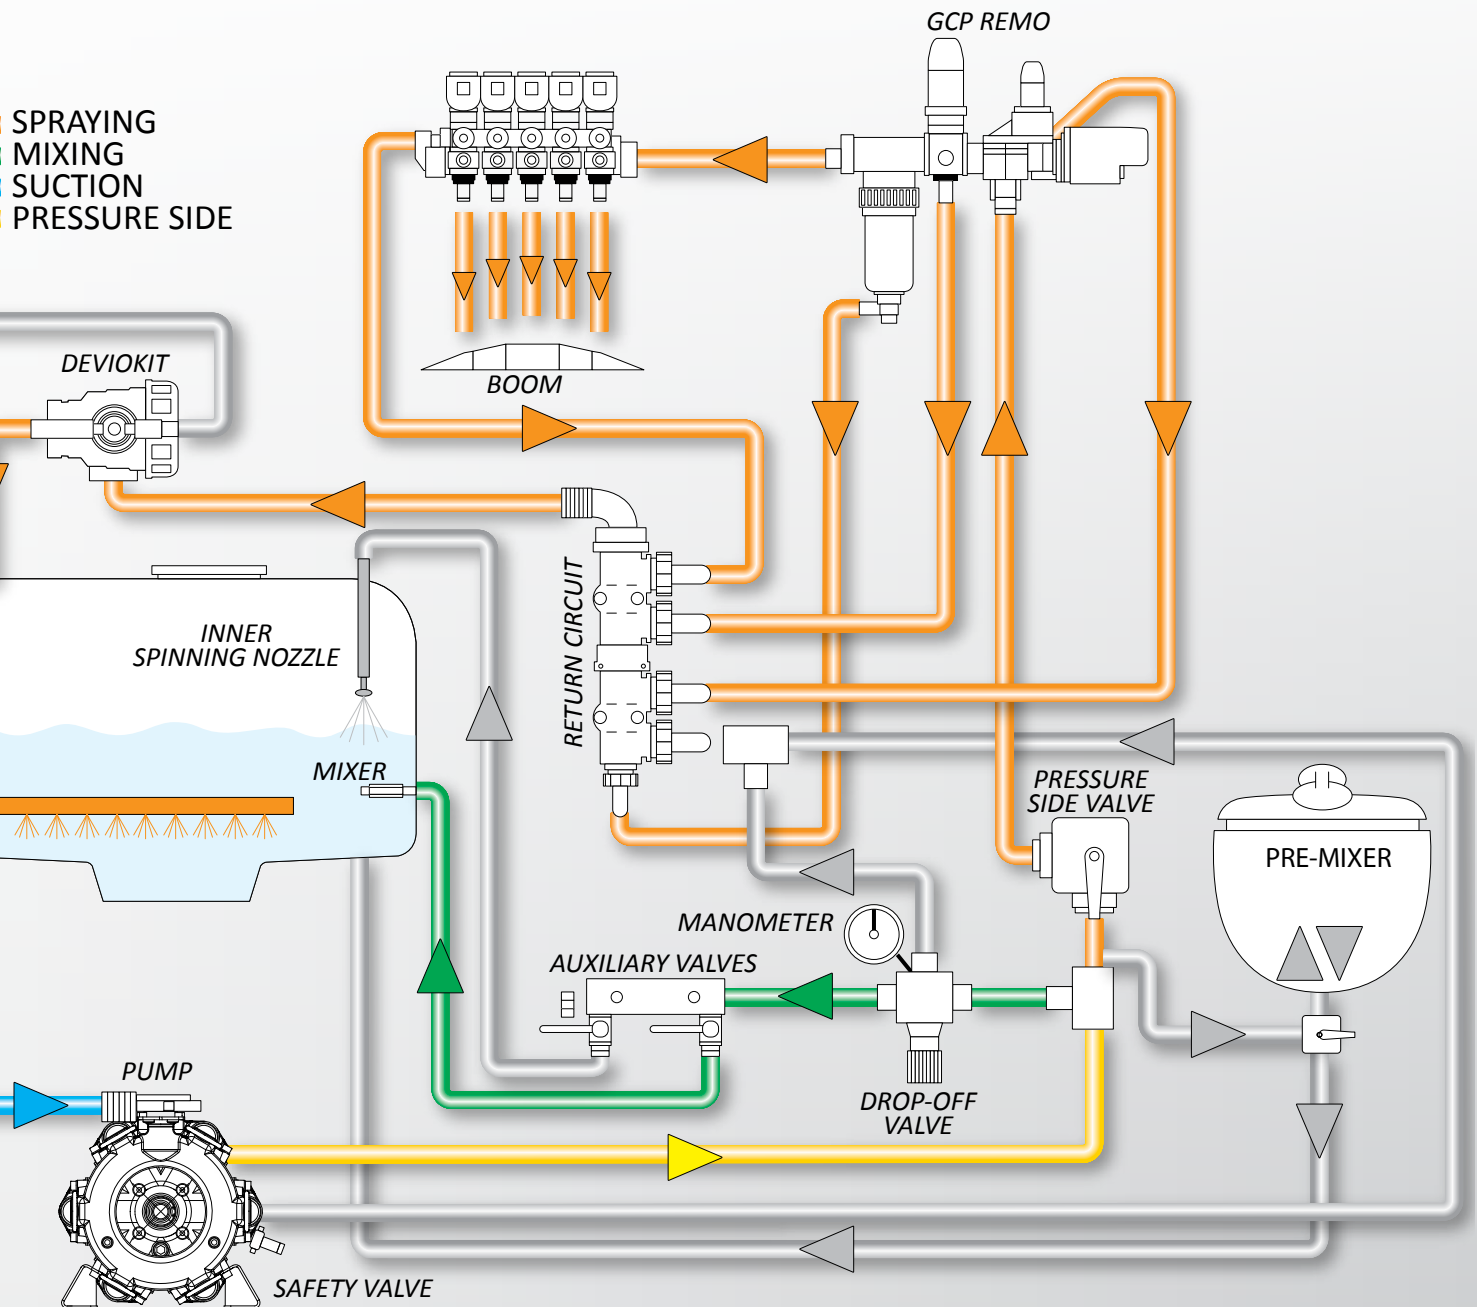 GCP REMO
SPRAYING
MIXING
SUCTION
PRESSURE SIDE
DEVIOKIT
BOOM
INNER
SPINNING NOZZLE
RETURN CIRCUIT
MIXER
PRESSURE
SIDE VALVE
PRE-MIXER
MANOMETER
AUXILIARY VALVES
DROP-OFF
VALVE
PUMP
SAFETY VALVE